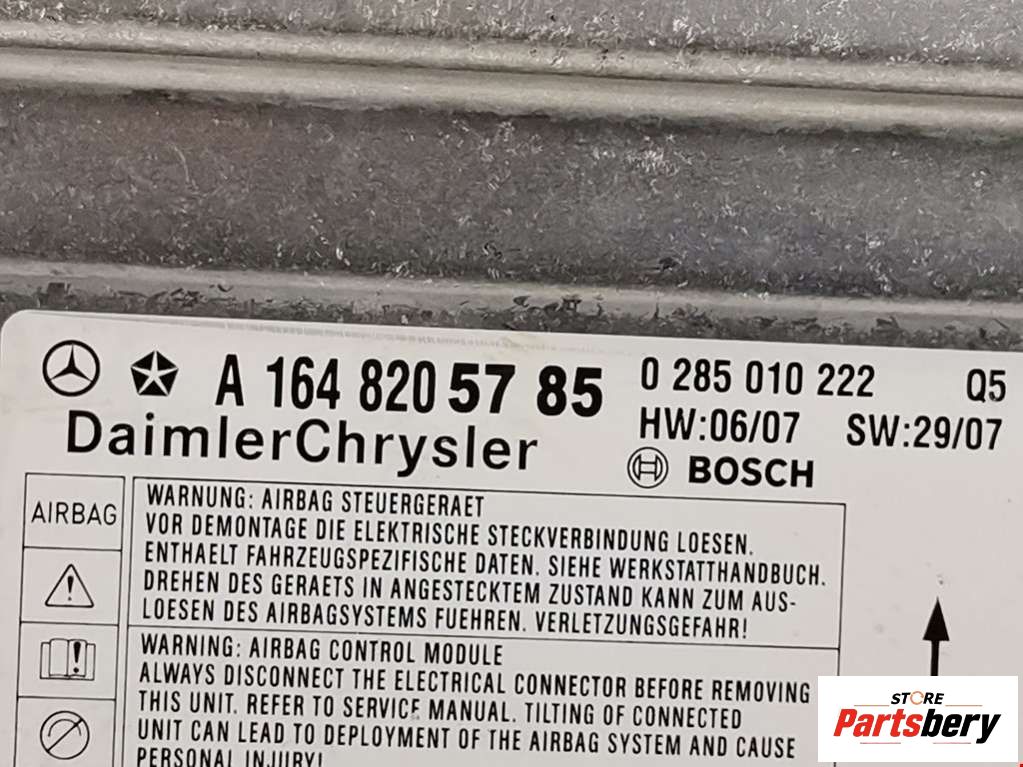 A 164 820 57 85
0 285 010 222 Q5
HW:06/07 SW:29/07
DaimlerChrysler
BOSCH
AIRBAG
WARNUNG: AIRBAG STEUERGERAET
VOR DEMONTAGE DIE ELEKTRISCHE STECKVERBINDUNG LOESEN.
ENTHAELT FAHRZEUGSPEZIFISCHE DATEN. SIEHE WERKSTATTHANDBUCH.
DREHEN DES GERAETS IN ANGESTECKTEM ZUSTAND KANN ZUM AUS-
LOESEN DES AIRBAGSYSTEMS FUEHREN. VERLETZUNGSGEFAHR!
WARNING: AIRBAG CONTROL MODULE
ALWAYS DISCONNECT THE ELECTRICAL CONNECTOR BEFORE REMOVING
THIS UNIT. REFER TO SERVICE MANUAL. TILTING OF CONNECTED
UNIT CAN LEAD TO DEPLOYMENT OF THE AIRBAG SYSTEM AND CAUSE
PERSONAL INJURY!
STORE
Partsbery